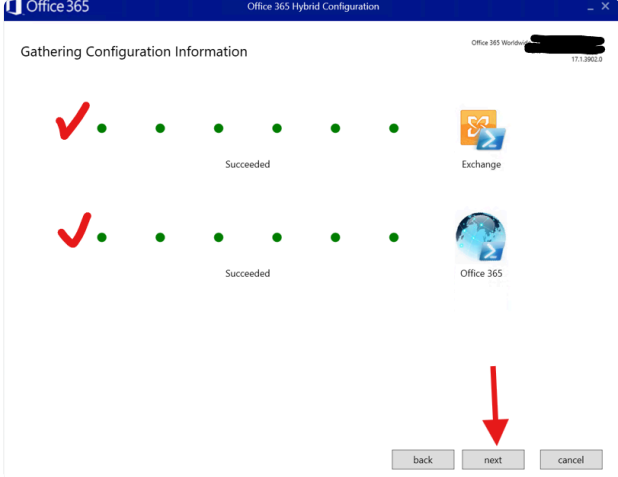 Office 365
Office 365 Hybrid Configuration
Gathering Configuration Information
Office 365 Worldwide
17.1.3902.0
Succeeded
Exchange
Succeeded
Office 365
back
next
cancel